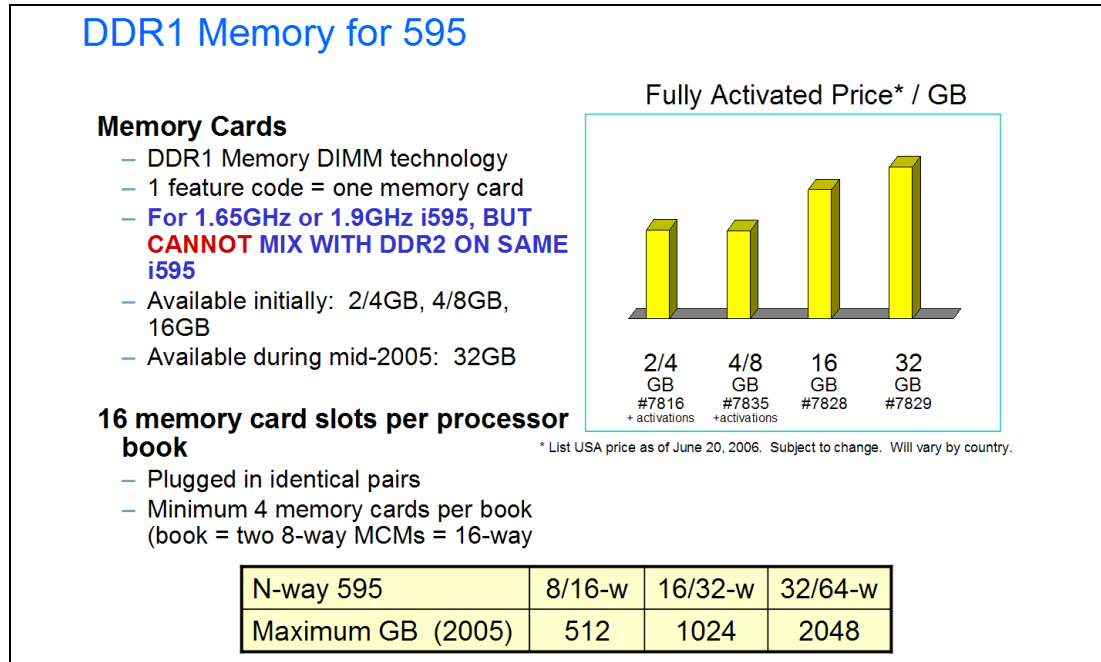 DDR1 Memory for 595
Memory Cards
– DDR1 Memory DIMM technology
– 1 feature code = one memory card
– For 1.65GHz or 1.9GHz i595, BUT
CANNOT MIX WITH DDR2 ON SAME
i595
– Available initially: 2/4GB, 4/8GB,
16GB
– Available during mid-2005: 32GB
16 memory card slots per processor
book
– Plugged in identical pairs
– Minimum 4 memory cards per book
(book = two 8-way MCMs = 16-way
Fully Activated Price* / GB
2/4 4/8 16 32
GB GB GB GB
#7816 #7835 #7828 #7829
+ activations +activations
* List USA price as of June 20, 2006. Subject to change. Will vary by country.
N-way 595 8/16-w 16/32-w 32/64-w
Maximum GB (2005) 512 1024 2048